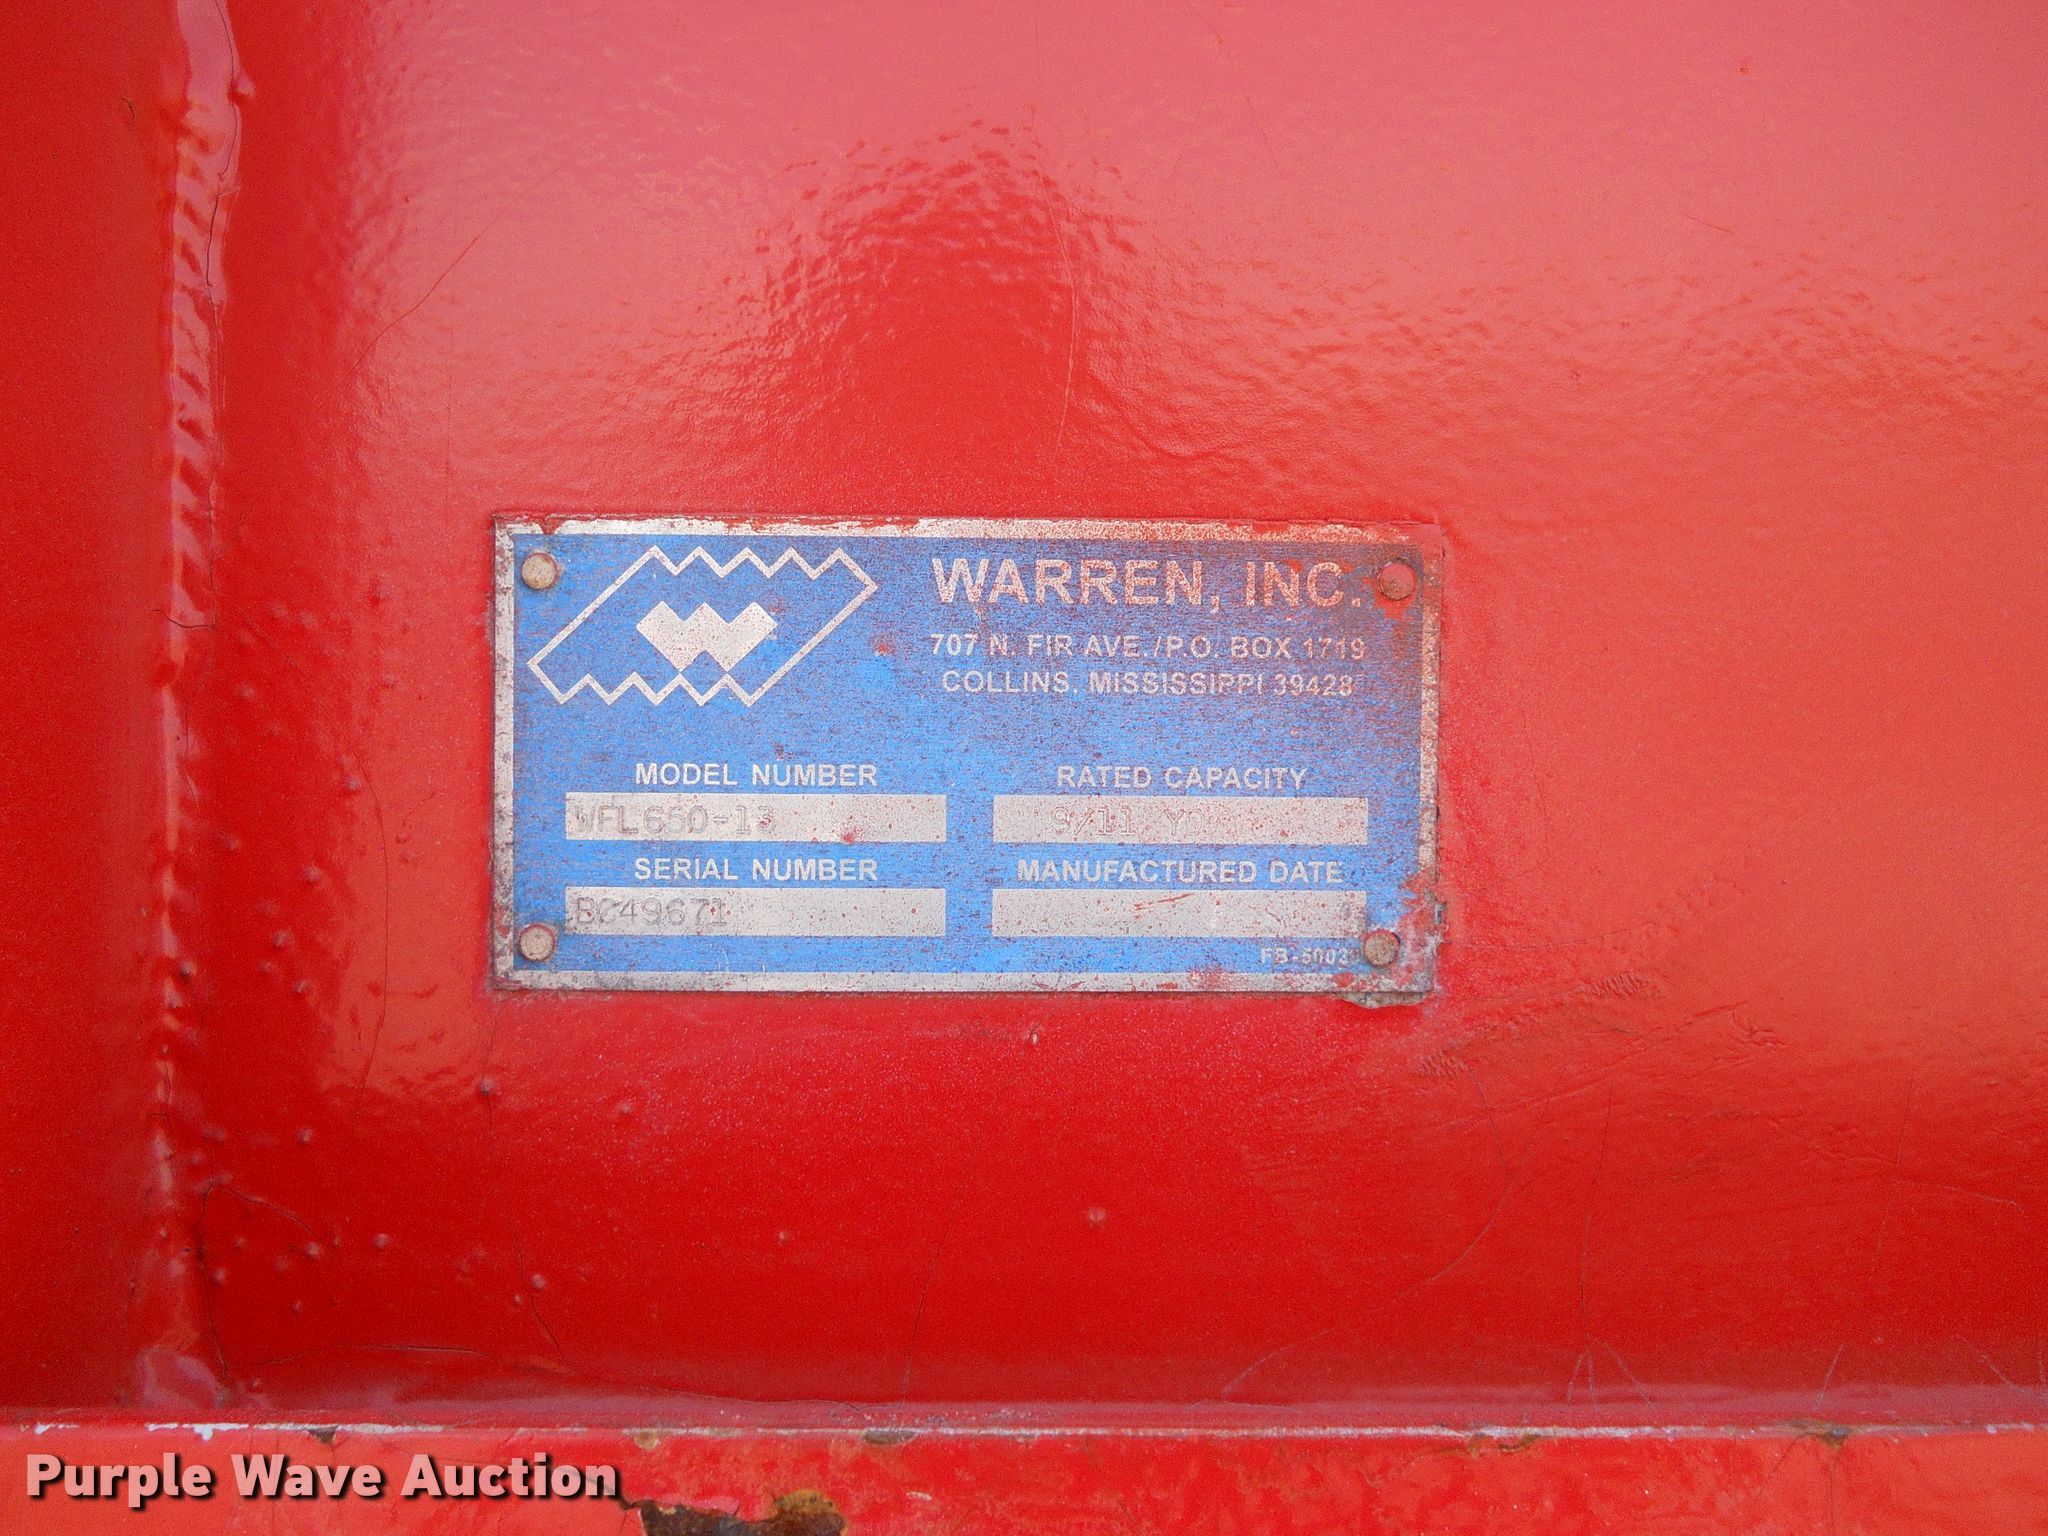 W
WARREN, INC.
707 N. FIR AVE./P.O. BOX 1719
COLLINS, MISSISSIPPI 39428
MODEL NUMBER
RATED CAPACITY
WFL650-13
9/11 YD
SERIAL NUMBER
MANUFACTURED DATE
BC49671
Purple Wave Auction